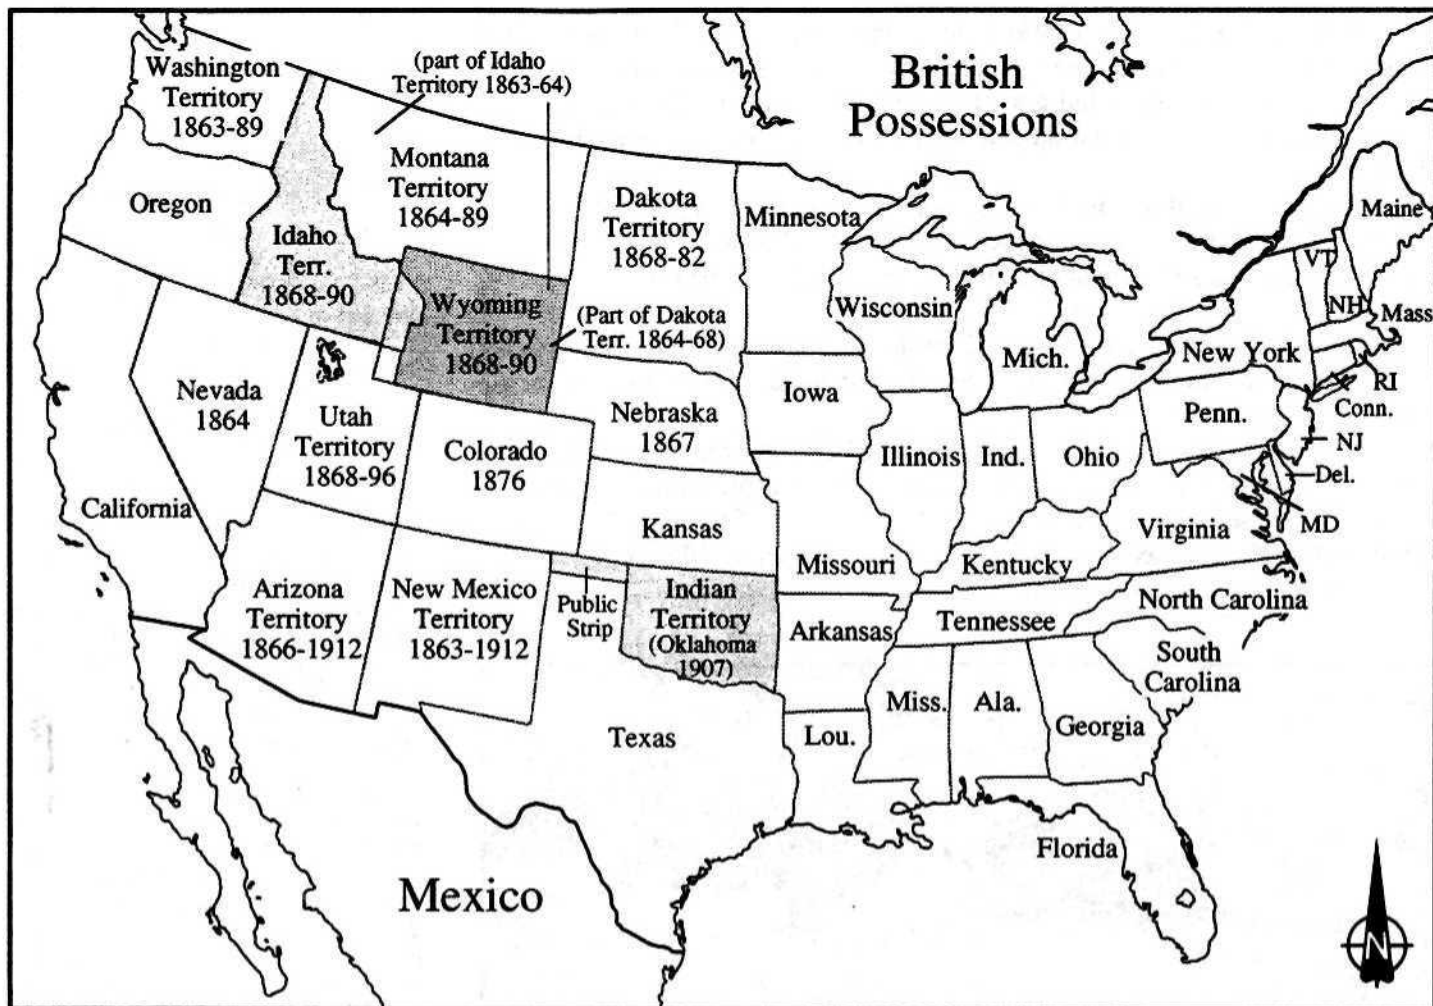 British
Possessions
Washington
Territory
1863-89
(part of Idaho
Territory 1863-64)
Montana
Territory
1864-89
Oregon
Idaho
Terr.
1868-90
Dakota
Territory
1868-82
Minnesota
Maine
VT
NH
Mass
Wyoming
Territory
1868-90
(Part of Dakota
Terr. 1864-68)
Wisconsin
Mich.
New York
RI
Conn.
Nevada
1864
Utah
Territory
1868-96
Nebraska
1867
Iowa
Penn.
NJ
Colorado
1876
Illinois
Ind.
Ohio
Del.
California
Kansas
Missouri
Kentucky
Virginia
MD
Arizona
Territory
1866-1912
New Mexico
Territory
1863-1912
Public
Strip
Indian
Territory
(Oklahoma
1907)
Arkansas
Tennessee
North Carolina
South
Carolina
Texas
Lou.
Miss.
Ala.
Georgia
Florida
Mexico
N